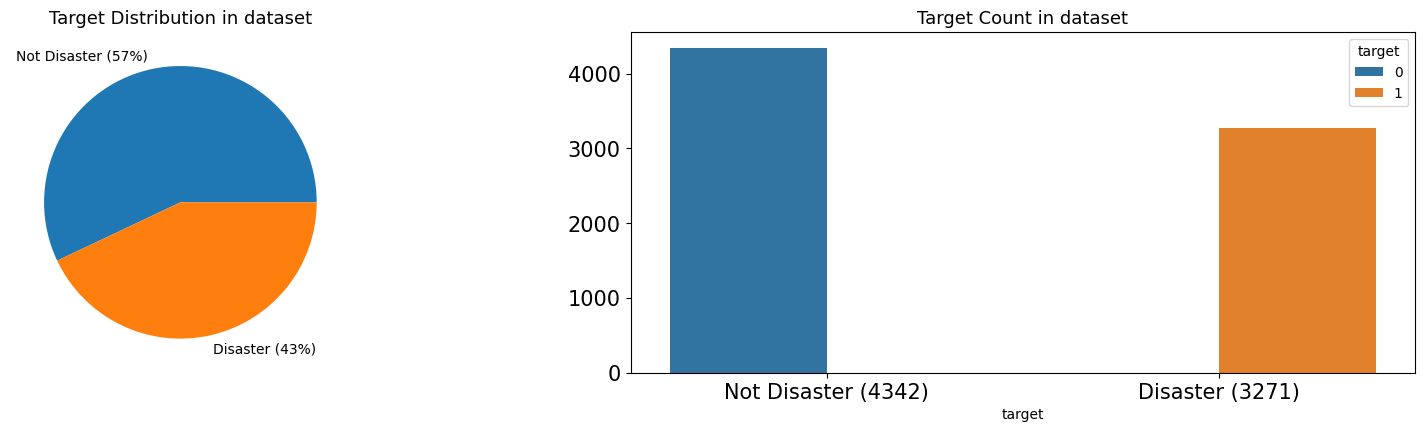 Target Distribution in dataset
Not Disaster (57%)
Disaster (43%)
Target Count in dataset
4000
3000
2000
1000
0
target
0
1
Not Disaster (4342)
Disaster (3271)
target